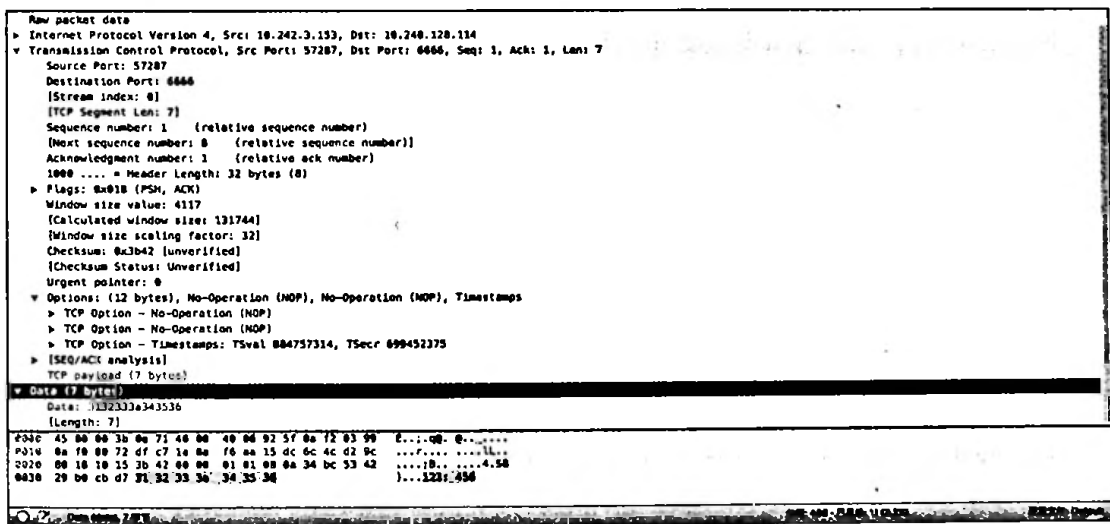 Raw packet data
Internet Protocol Version 4, Src: 10.242.3.153, Dst: 10.240.128.114
Transmission Control Protocol, Src Port: 57287, Dst Port: 6666, Seq: 1, Ack: 1, Len: 7
Source Port: 57287
Destination Port: 6666
[Stream index: 0]
[TCP Segment Len: 7]
Sequence number: 1 (relative sequence number)
[Next sequence number: 8 (relative sequence number)]
Acknowledgment number: 1 (relative ack number)
1000 .... = Header Length: 32 bytes (8)
Flags: 0x018 (PSH, ACK)
Window size value: 4117
[Calculated window size: 131744]
[Window size scaling factor: 32]
Checksum: 0x3b42 [unverified]
[Checksum Status: Unverified]
Urgent pointer: 0
Options: (12 bytes), No-Operation (NOP), No-Operation (NOP), Timestamps
TCP Option – No-Operation (NOP)
TCP Option – No-Operation (NOP)
TCP Option – Timestamps: TSval 884757314, TSecr 699452375
[SEQ/ACK analysis]
TCP payload (7 bytes)
Data (7 bytes)
Data: 3132333a343536
[Length: 7]
0000 45 00 00 3b 0e 71 40 00 40 06 92 5f 0a f2 03 99 E..;.q@. @.._....
0010 0a f0 80 72 df c7 1a 0a f6 aa 15 dc 6c 4c d2 9c ...r.... ....lL..
0020 80 18 10 15 3b 42 00 00 01 01 08 0a 34 bc 53 42 ....;B.. ....4.SB
0030 29 b0 cb d7 31 32 33 3a 34 35 36 )...123: 456